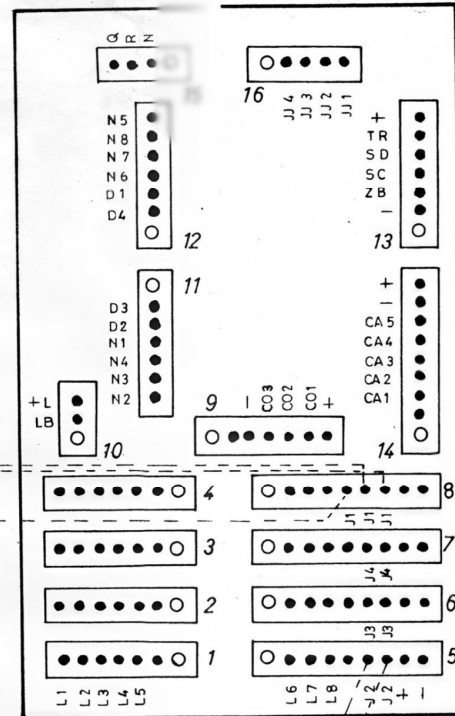 Q R N
16
JJ4 JJ3 JJ2 JJ1
N5
N8
N7
N6
D1
D4
12
+
TR
SD
SC
ZB
−
13
11
D3
D2
N1
N4
N3
N2
+
−
CA5
CA4
CA3
CA2
CA1
14
+L
LB
10
9
− CO3 CO2 CO1 +
4
8
J1 J1 J1
3
7
J4 J4
2
6
J3 J3
1
5
L1 L2 L3 L4 L5
L6 L7 L8 J2 J2 + −